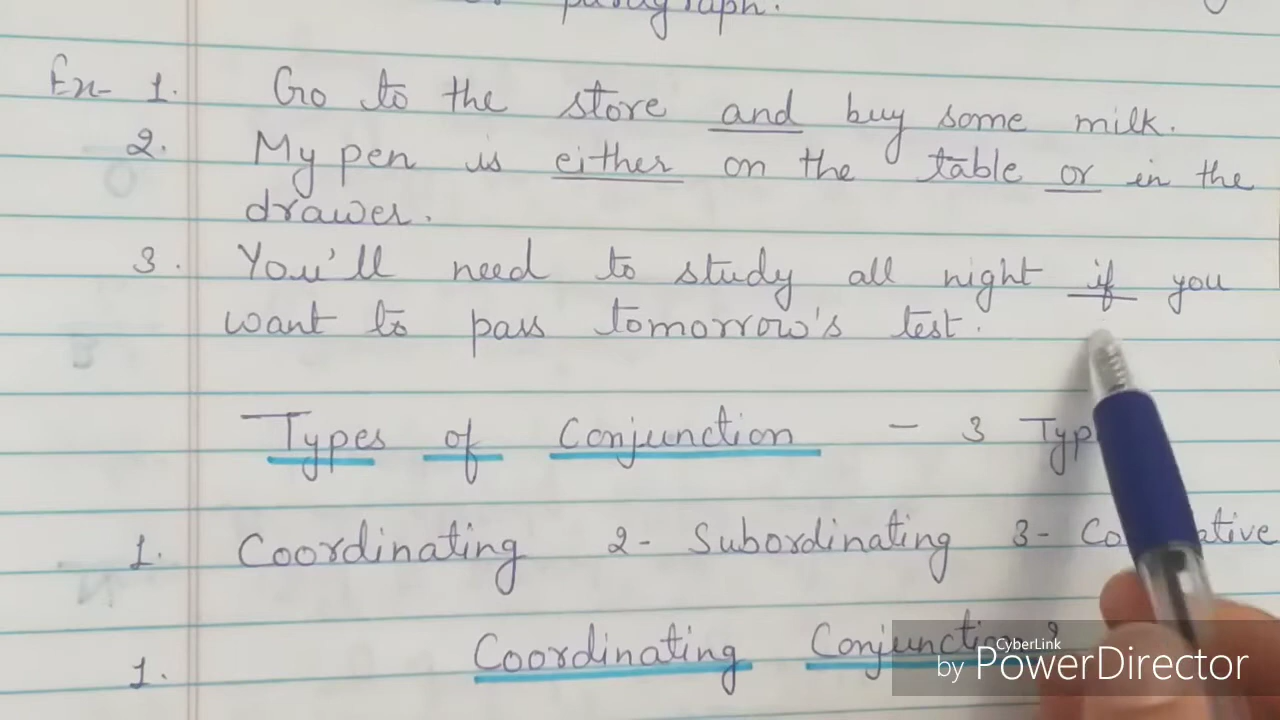 paragraph.
Ex- 1. Go to the store and buy some milk.
2. My pen is either on the table or in the
drawer.
3. You'll need to study all night if you
want to pass tomorrow's test.
Types of Conjunction - 3
1. Coordinating 2- Subordinating 3-
1. Coordinating Conjunction
CyberLink
by PowerDirector